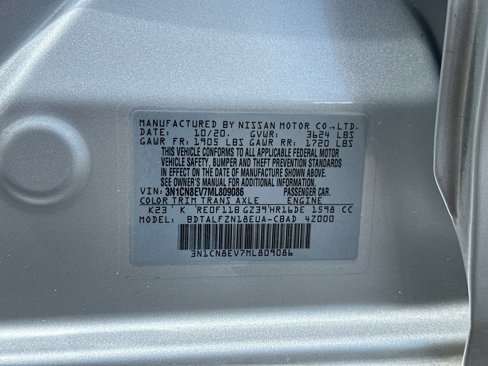 MANUFACTURED BY NISSAN MOTOR CO.,LTD.
DATE: 10/20. GVWR: 3624 LBS
GAWR FR: 1905 LBS GAWR RR: 1720 LBS
THIS VEHICLE CONFORMS TO ALL APPLICABLE FEDERAL MOTOR
VEHICLE SAFETY, BUMPER AND THEFT PREVENTION STANDARDS
IN EFFECT ON THE DATE OF MANUFACTURE SHOWN ABOVE.
SEE OWNER'S MANUAL FOR ADDITIONAL INFORMATION
VIN: 3N1CN8EV7ML809086 PASSENGER CAR.
COLOR TRIM TRANS AXLE ENGINE
K23 K RE0F11B GZ39 HR16DE 1598 CC
MODEL: BDTALFZN18EUA-CBAD 4Z000
3N1CN8EV7ML809086